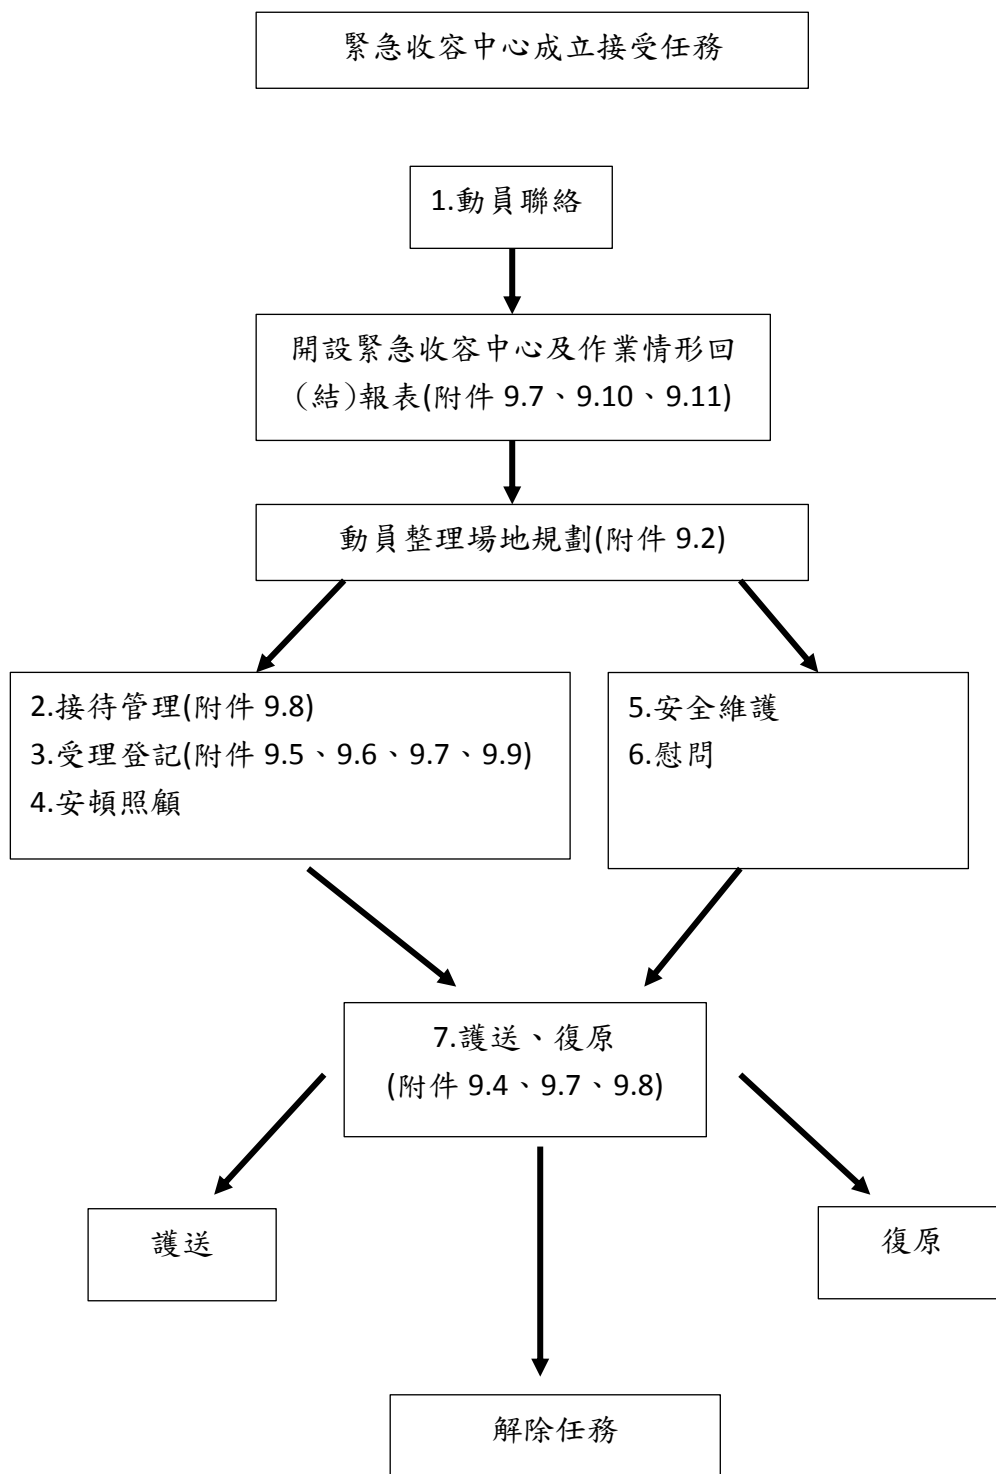 緊急收容中心成立接受任務
1.動員聯絡
開設緊急收容中心及作業情形回
(結)報表(附件 9.7、9.10、9.11)
動員整理場地規劃(附件 9.2)
2.接待管理(附件 9.8)
3.受理登記(附件 9.5、9.6、9.7、9.9)
4.安頓照顧
5.安全維護
6.慰問
7.護送、復原
(附件 9.4、9.7、9.8)
護送
復原
解除任務